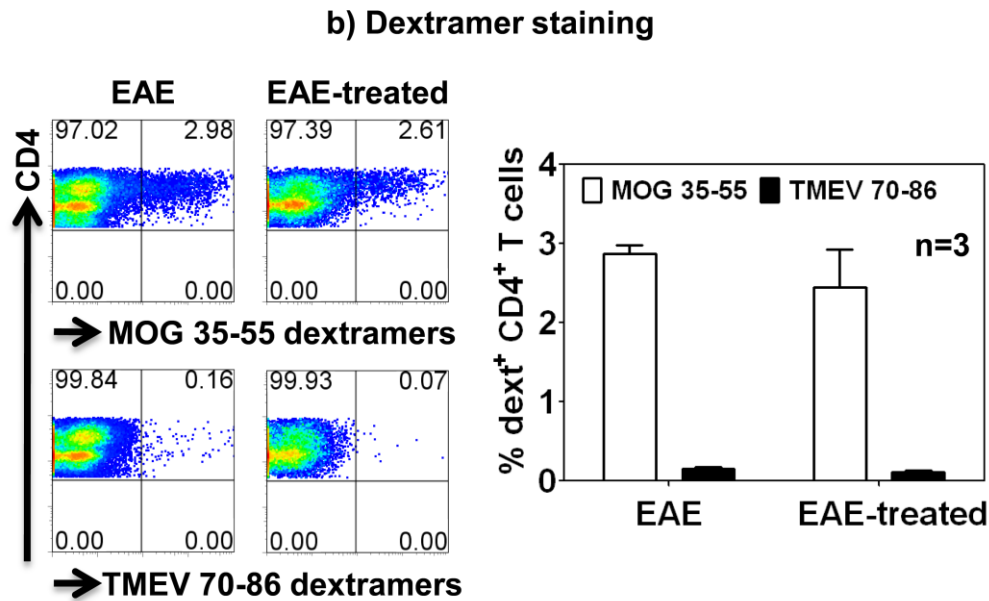 b) Dextramer staining
EAE EAE-treated
CD4
97.02 2.98 97.39 2.61
0.00 0.00 0.00 0.00
MOG 35-55 dextramers
99.84 0.16 99.93 0.07
0.00 0.00 0.00 0.00
TMEV 70-86 dextramers
% dext⁺ CD4⁺ T cells
4
3
2
1
0
MOG 35-55 TMEV 70-86
n=3
EAE EAE-treated